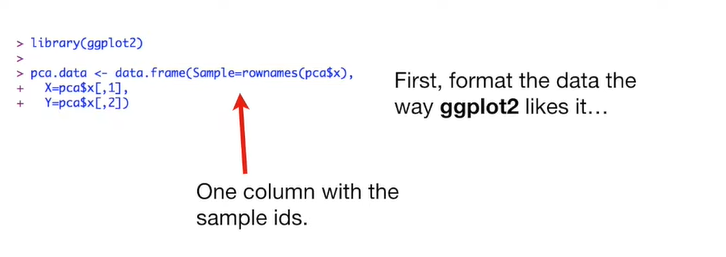 > library(ggplot2)
>
> pca.data <- data.frame(Sample=rownames(pca$x),
+   X=pca$x[,1],
+   Y=pca$x[,2])
First, format the data the
way ggplot2 likes it…
One column with the
sample ids.